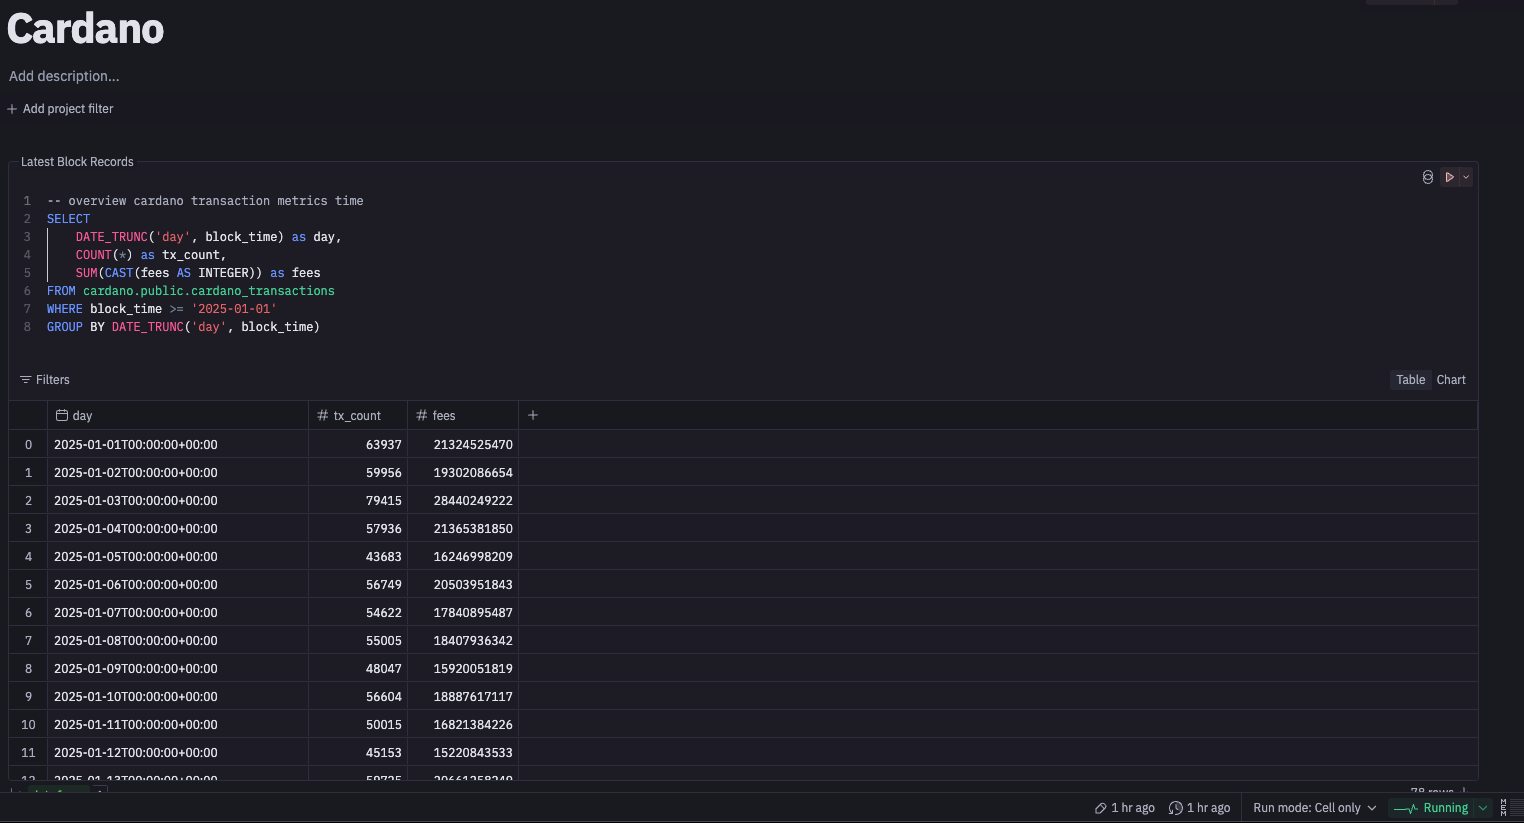 Cardano
Add description...
Add project filter
Latest Block Records
1 -- overview cardano transaction metrics time
2 SELECT
3 DATE_TRUNC('day', block_time) as day,
4 COUNT(*) as tx_count,
5 SUM(CAST(fees AS INTEGER)) as fees
6 FROM cardano.public.cardano_transactions
7 WHERE block_time >= '2025-01-01'
8 GROUP BY DATE_TRUNC('day', block_time)
Filters Table Chart
day # tx_count # fees +
0 2025-01-01T00:00:00+00:00 63937 21324525470
1 2025-01-02T00:00:00+00:00 59956 19302086654
2 2025-01-03T00:00:00+00:00 79415 28440249222
3 2025-01-04T00:00:00+00:00 57936 21365381850
4 2025-01-05T00:00:00+00:00 43683 16246998209
5 2025-01-06T00:00:00+00:00 56749 20503951843
6 2025-01-07T00:00:00+00:00 54622 17840895487
7 2025-01-08T00:00:00+00:00 55005 18407936342
8 2025-01-09T00:00:00+00:00 48047 15920051819
9 2025-01-10T00:00:00+00:00 56604 18887617117
10 2025-01-11T00:00:00+00:00 50015 16821384226
11 2025-01-12T00:00:00+00:00 45153 15220843533
12 2025-01-13T00:00:00+00:00
78 rows
1 hr ago 1 hr ago Run mode: Cell only Running MEM